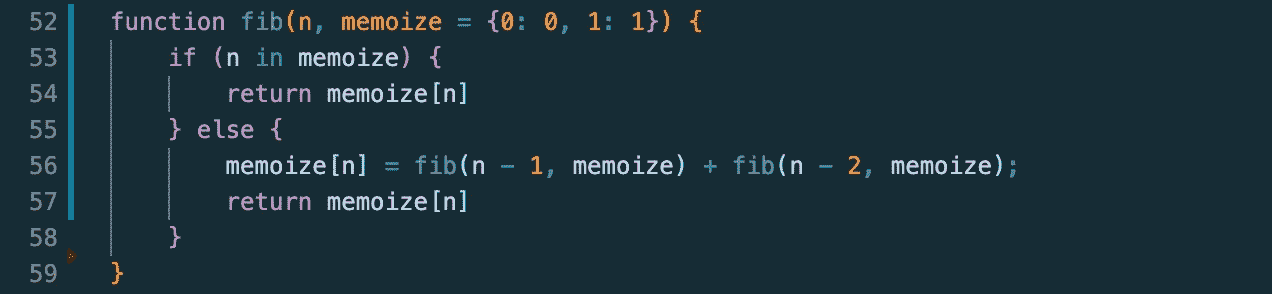 52 function fib(n, memoize = {0: 0, 1: 1}) {
53 if (n in memoize) {
54 return memoize[n]
55 } else {
56 memoize[n] = fib(n - 1, memoize) + fib(n - 2, memoize);
57 return memoize[n]
58 }
59 }